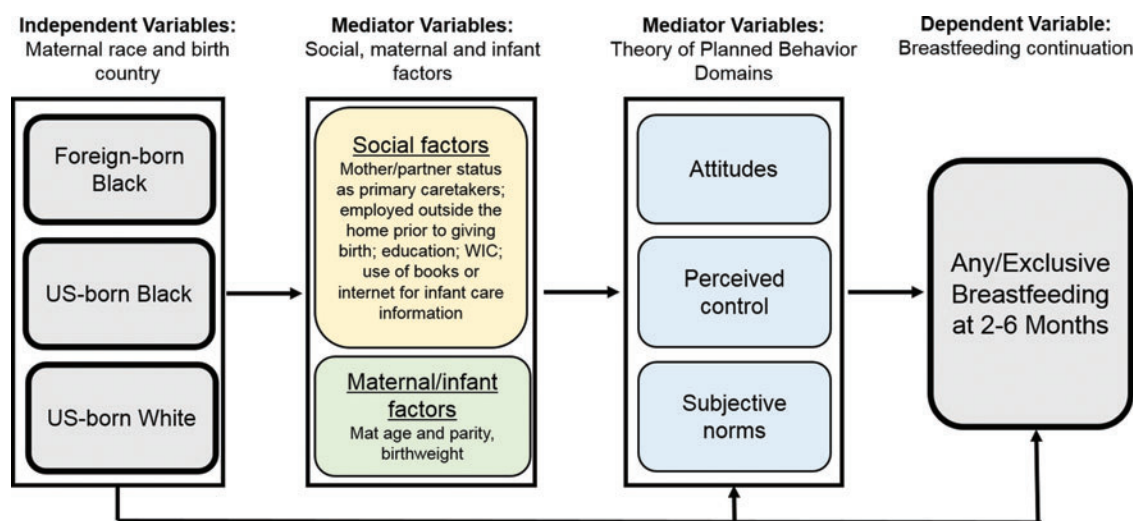 Independent Variables:
Maternal race and birth
country
Mediator Variables:
Social, maternal and infant
factors
Mediator Variables:
Theory of Planned Behavior
Domains
Dependent Variable:
Breastfeeding continuation
Foreign-born
Black
US-born Black
US-born White
Social factors
Mother/partner status
as primary caretakers;
employed outside the
home prior to giving
birth; education; WIC;
use of books or
internet for infant care
information
Maternal/infant
factors
Mat age and parity,
birthweight
Attitudes
Perceived
control
Subjective
norms
Any/Exclusive
Breastfeeding
at 2-6 Months